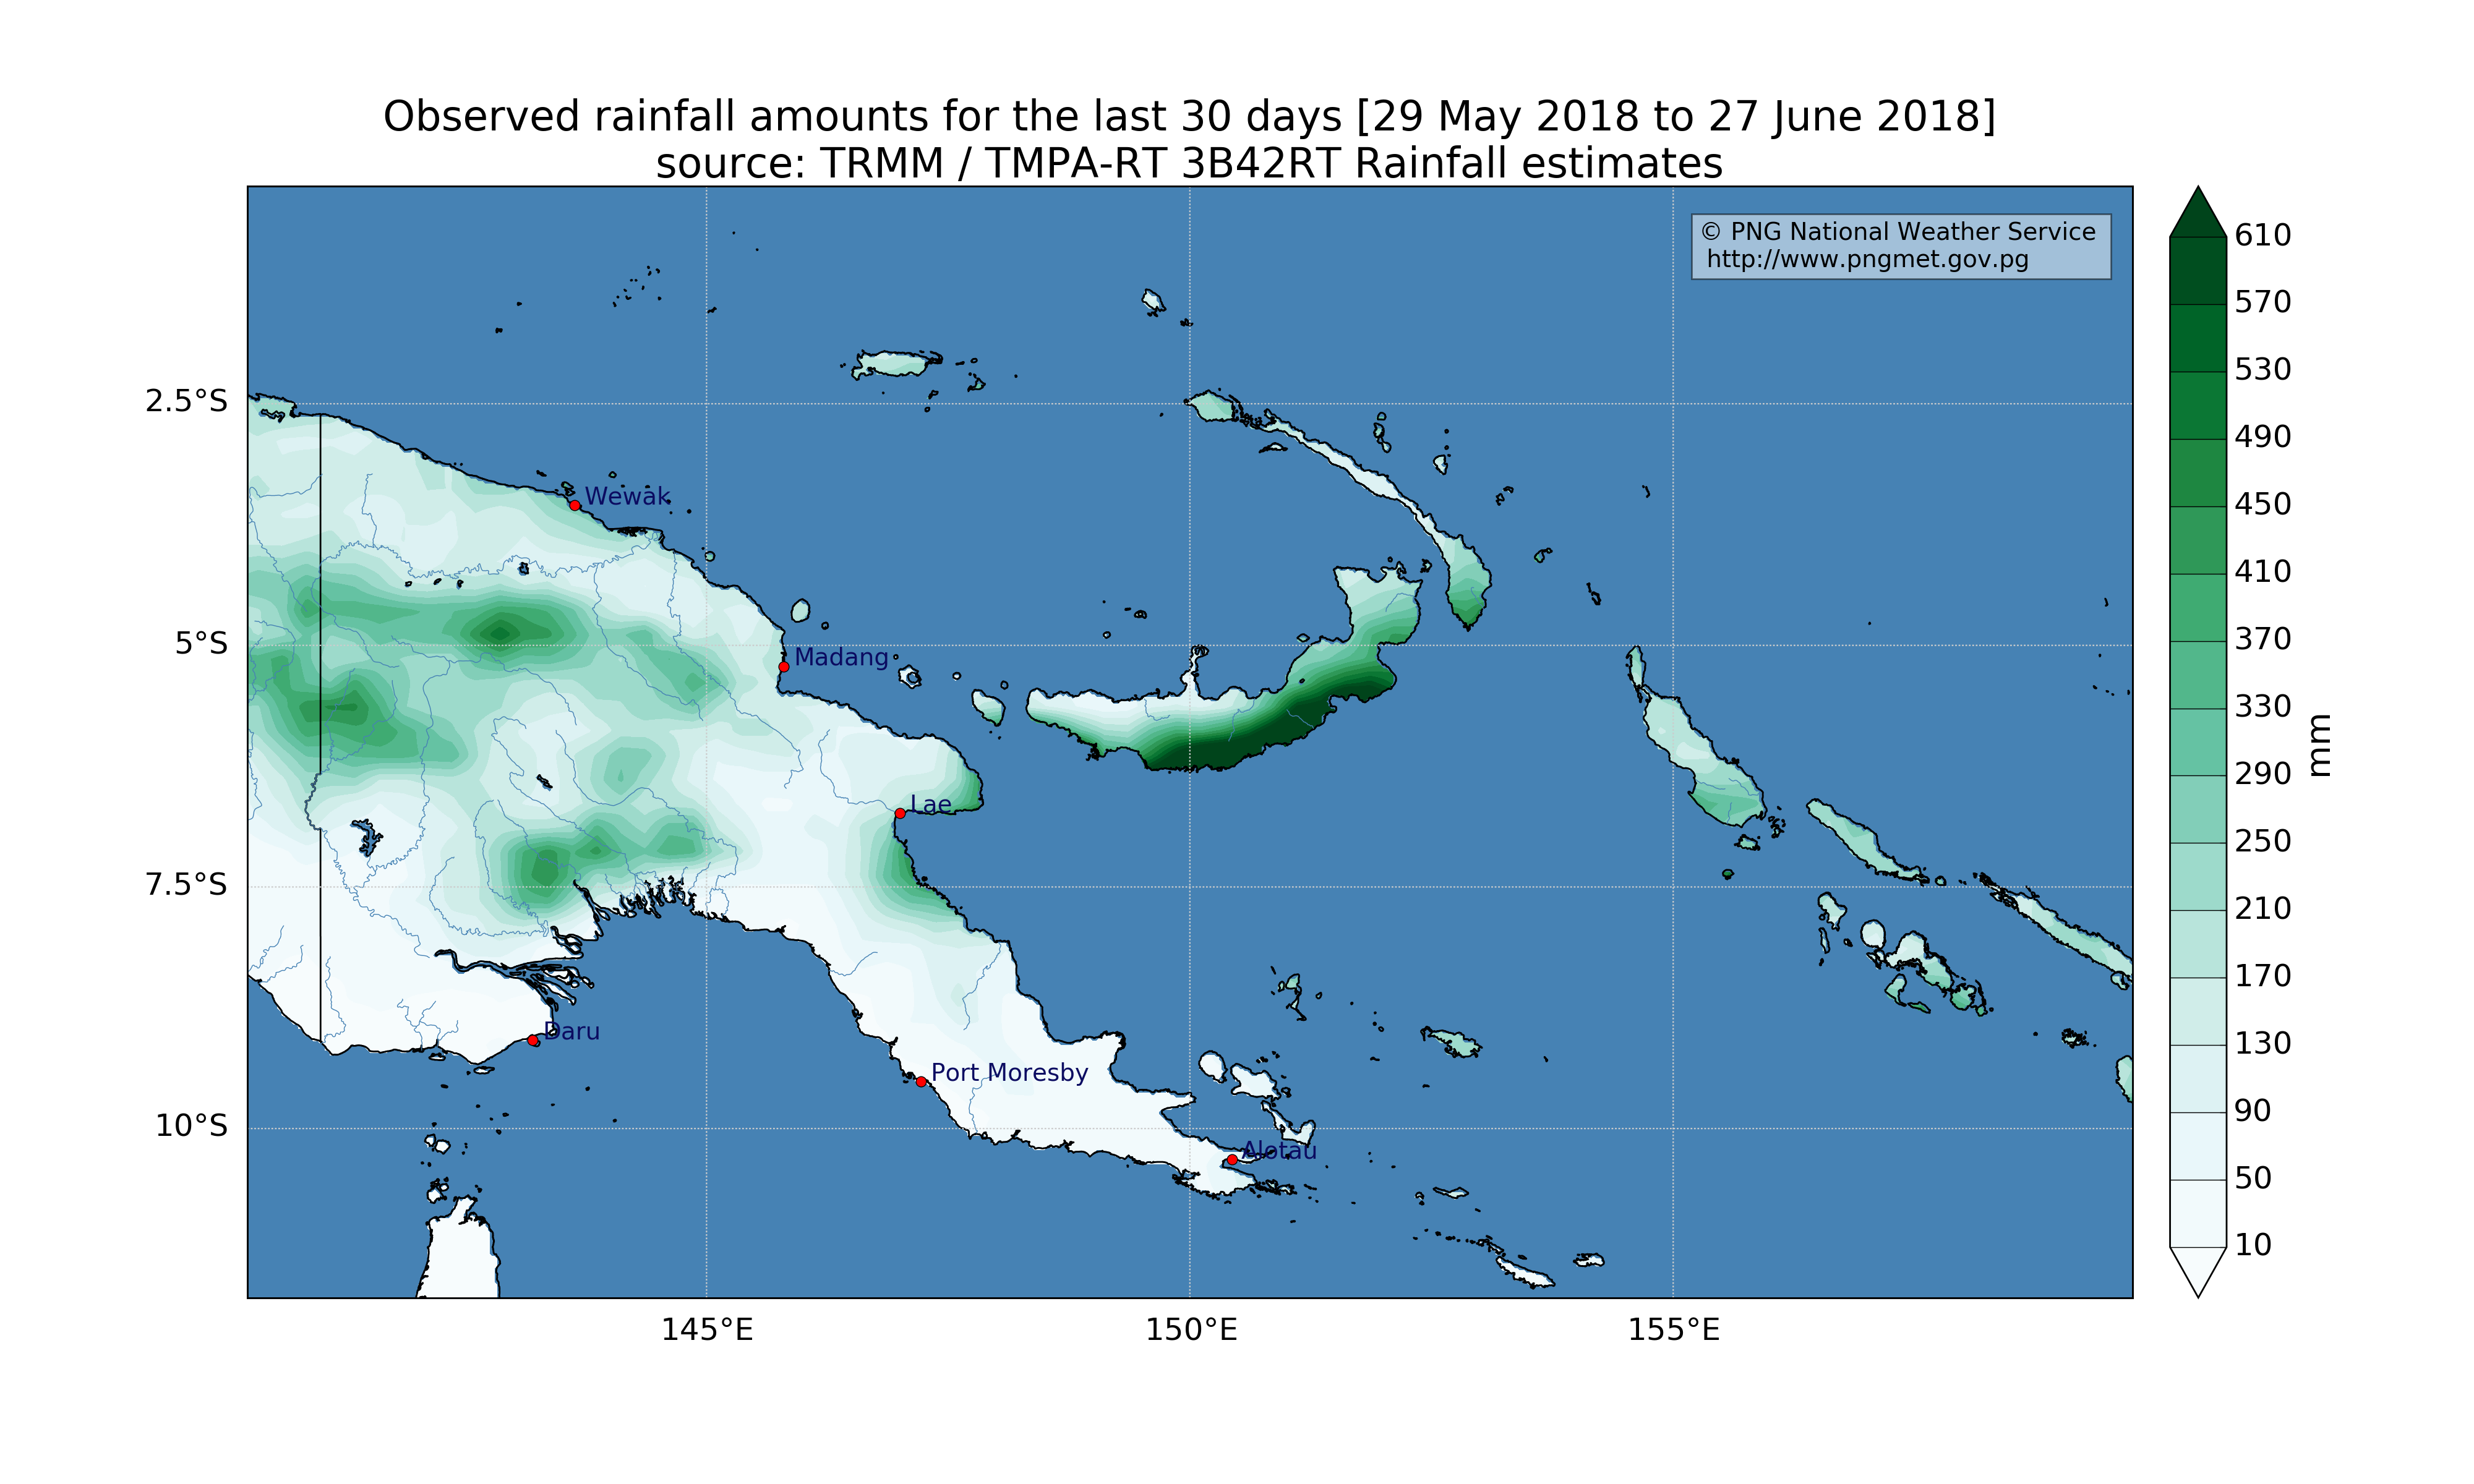 Observed rainfall amounts for the last 30 days [29 May 2018 to 27 June 2018]
source: TRMM / TMPA-RT 3B42RT Rainfall estimates
© PNG National Weather Service
http://www.pngmet.gov.pg
2.5°S
5°S
7.5°S
10°S
Wewak
Madang
Lae
Daru
Port Moresby
Alotau
145°E
150°E
155°E
610
570
530
490
450
410
370
330
290
250
210
170
130
90
50
10
mm